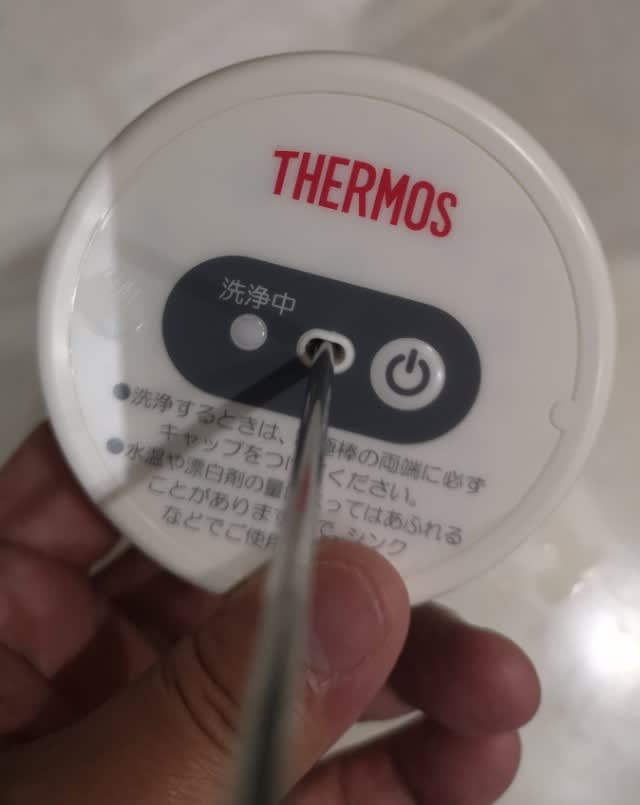 THERMOS
洗浄中
●洗浄するときは、極棒の両端に必ず
キャップをつけください。
●水温や漂白剤の量ってはあふれる
ことがありますで、シンク
などでご使用